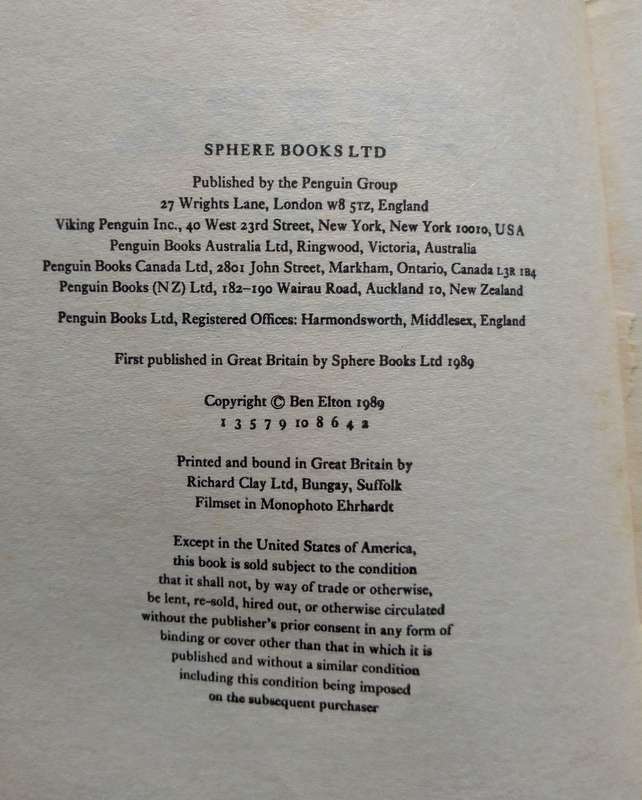 SPHERE BOOKS LTD
Published by the Penguin Group
27 Wrights Lane, London W8 5TZ, England
Viking Penguin Inc., 40 West 23rd Street, New York, New York 10010, USA
Penguin Books Australia Ltd, Ringwood, Victoria, Australia
Penguin Books Canada Ltd, 2801 John Street, Markham, Ontario, Canada L3R 1B4
Penguin Books (NZ) Ltd, 182–190 Wairau Road, Auckland 10, New Zealand
Penguin Books Ltd, Registered Offices: Harmondsworth, Middlesex, England
First published in Great Britain by Sphere Books Ltd 1989
Copyright © Ben Elton 1989
1 3 5 7 9 10 8 6 4 2
Printed and bound in Great Britain by
Richard Clay Ltd, Bungay, Suffolk
Filmset in Monophoto Ehrhardt
Except in the United States of America,
this book is sold subject to the condition
that it shall not, by way of trade or otherwise,
be lent, re-sold, hired out, or otherwise circulated
without the publisher's prior consent in any form of
binding or cover other than that in which it is
published and without a similar condition
including this condition being imposed
on the subsequent purchaser